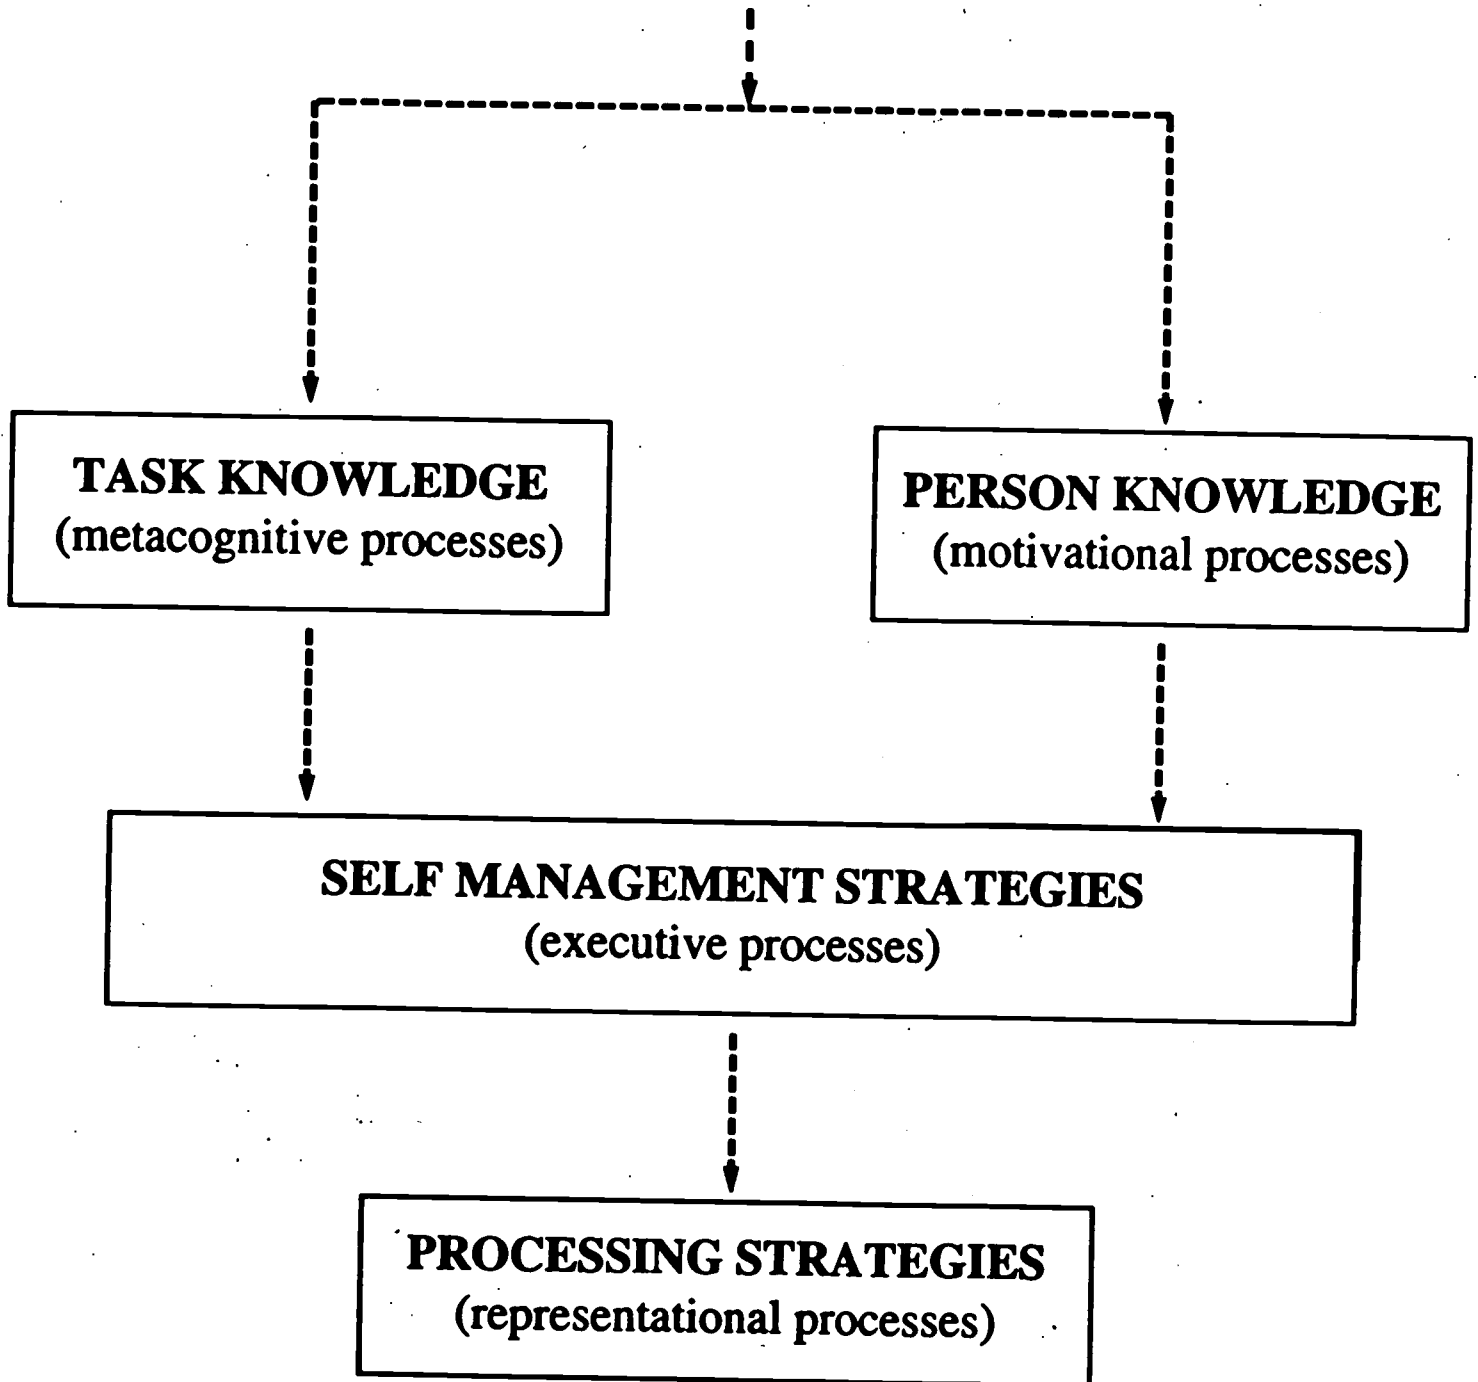 TASK KNOWLEDGE
(metacognitive processes)
PERSON KNOWLEDGE
(motivational processes)
SELF MANAGEMENT STRATEGIES
(executive processes)
PROCESSING STRATEGIES
(representational processes)